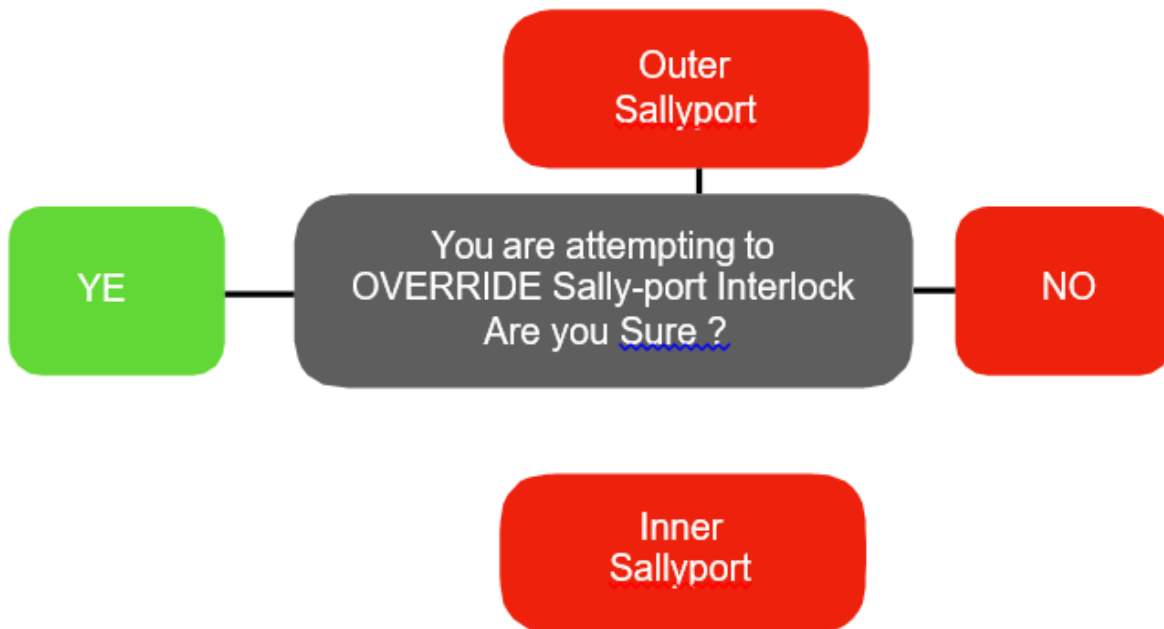 Outer
Sallyport
YE
You are attempting to
OVERRIDE Sally-port Interlock
Are you Sure ?
NO
Inner
Sallyport